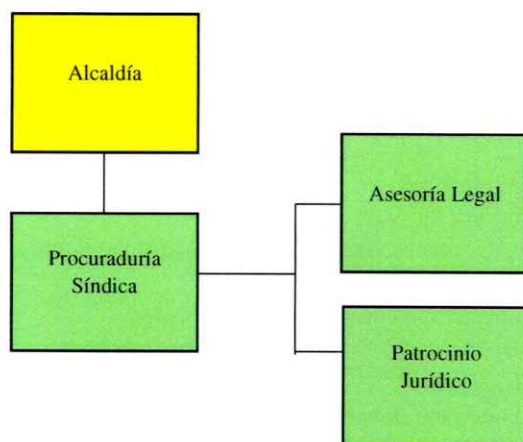 Alcaldía
Procuraduría
Síndica
Asesoría Legal
Patrocinio
Jurídico